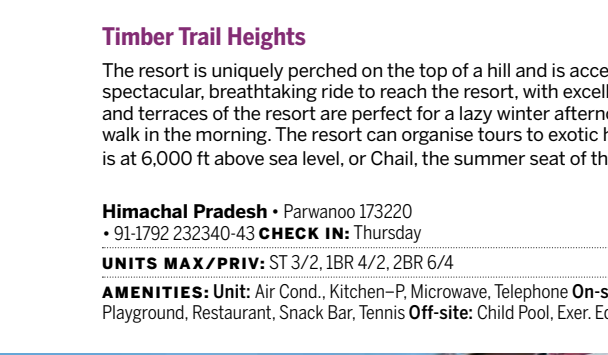 Timber Trail Heights
The resort is uniquely perched on the top of a hill and is acce
spectacular, breathtaking ride to reach the resort, with excell
and terraces of the resort are perfect for a lazy winter afterno
walk in the morning. The resort can organise tours to exotic h
is at 6,000 ft above sea level, or Chail, the summer seat of th
Himachal Pradesh • Parwanoo 173220
• 91-1792 232340-43 CHECK IN: Thursday
UNITS MAX/PRIV: ST 3/2, 1BR 4/2, 2BR 6/4
AMENITIES: Unit: Air Cond., Kitchen–P, Microwave, Telephone On-s
Playground, Restaurant, Snack Bar, Tennis Off-site: Child Pool, Exer. Ec